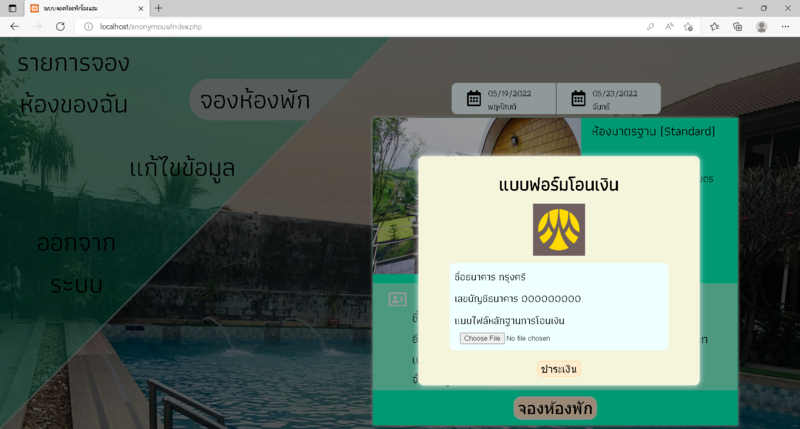 ระบบจองห้องพักโรงแรม
localhost/anonymous/index.php
รายการจอง
ห้องของฉัน
จองห้องพัก
แก้ไขข้อมูล
ออกจาก
ระบบ
05/19/2022
พฤหัสบดี
05/23/2022
จันทร์
ห้องมาตรฐาน [Standard]
แบบฟอร์มโอนเงิน
ชื่อธนาคาร กรุงศรี
เลขบัญชีธนาคาร 000000000
แนบไฟล์หลักฐานการโอนเงิน
Choose File No file chosen
ชำระเงิน
จองห้องพัก